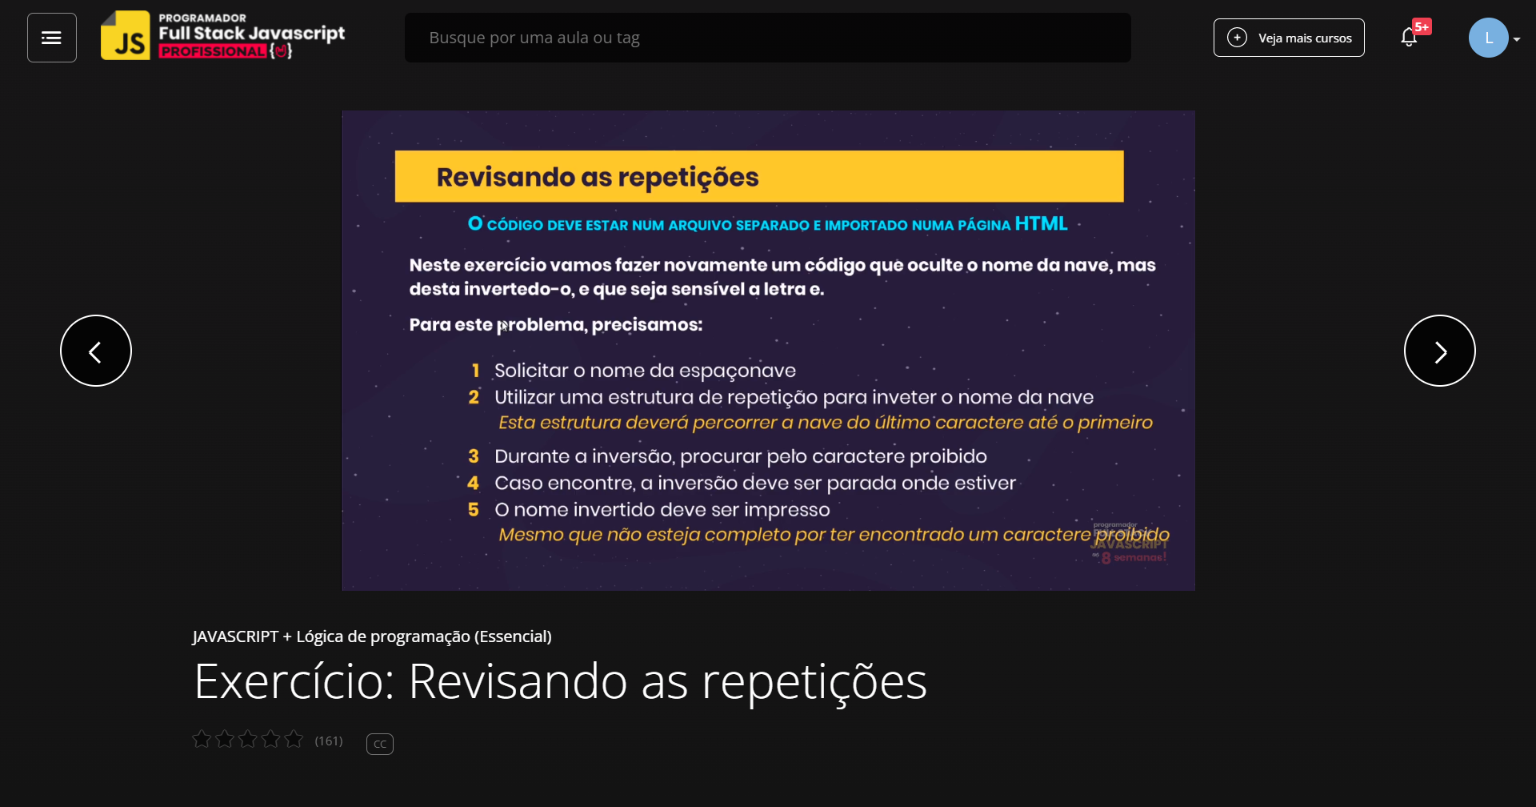 JS
PROGRAMADOR
Full Stack Javascript
PROFISSIONAL
Busque por uma aula ou tag
Veja mais cursos
5+
L
Revisando as repetições
O CÓDIGO DEVE ESTAR NUM ARQUIVO SEPARADO E IMPORTADO NUMA PÁGINA HTML
Neste exercício vamos fazer novamente um código que oculte o nome da nave, mas
desta invertedo-o, e que seja sensível a letra e.
Para este problema, precisamos:
1 Solicitar o nome da espaçonave
2 Utilizar uma estrutura de repetição para inveter o nome da nave
Esta estrutura deverá percorrer a nave do último caractere até o primeiro
3 Durante a inversão, procurar pelo caractere proibido
4 Caso encontre, a inversão deve ser parada onde estiver
5 O nome invertido deve ser impresso
programador
Mesmo que não esteja completo por ter encontrado um caractere proibido
JAVASCRIPT
8 semanas!
JAVASCRIPT + Lógica de programação (Essencial)
Exercício: Revisando as repetições
(161)
CC